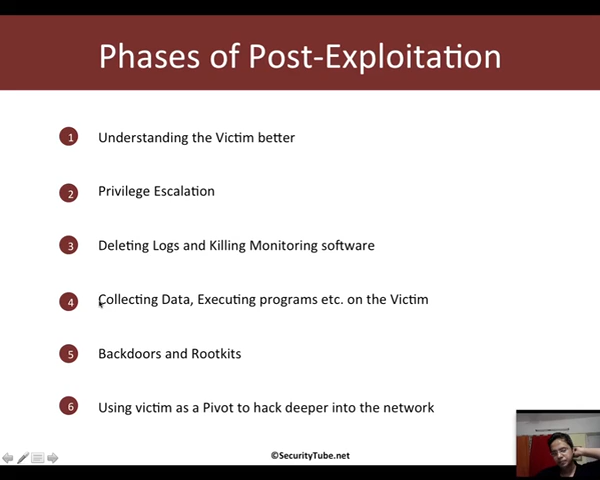 Phases of Post-Exploitation
1 Understanding the Victim better
2 Privilege Escalation
3 Deleting Logs and Killing Monitoring software
4 Collecting Data, Executing programs etc. on the Victim
5 Backdoors and Rootkits
6 Using victim as a Pivot to hack deeper into the network
©SecurityTube.net